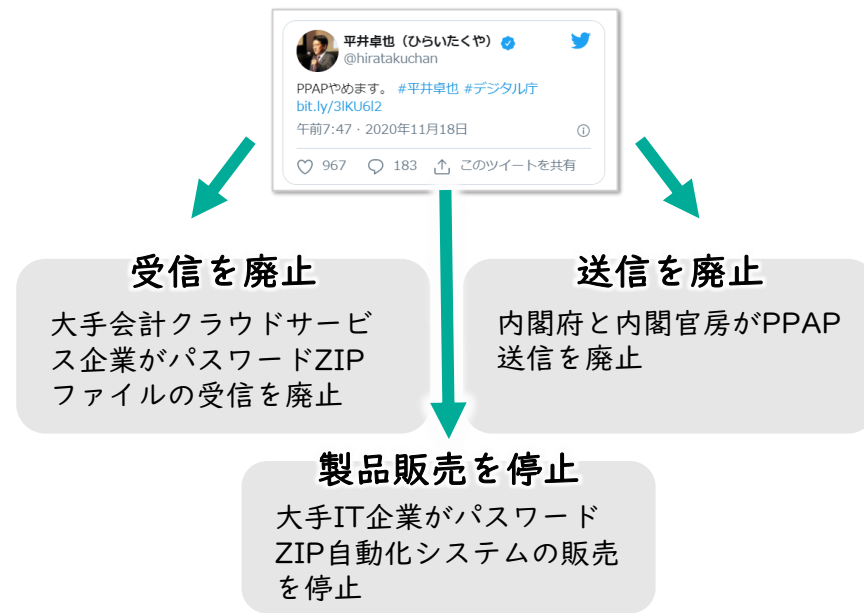 平井卓也（ひらいたくや）
@hiratakuchan
PPAPやめます。 #平井卓也 #デジタル庁
bit.ly/3lKU6l2
午前7:47 · 2020年11月18日
967 183 このツイートを共有
受信を廃止
大手会計クラウドサービ
ス企業がパスワードZIP
ファイルの受信を廃止
送信を廃止
内閣府と内閣官房がPPAP
送信を廃止
製品販売を停止
大手IT企業がパスワード
ZIP自動化システムの販売
を停止